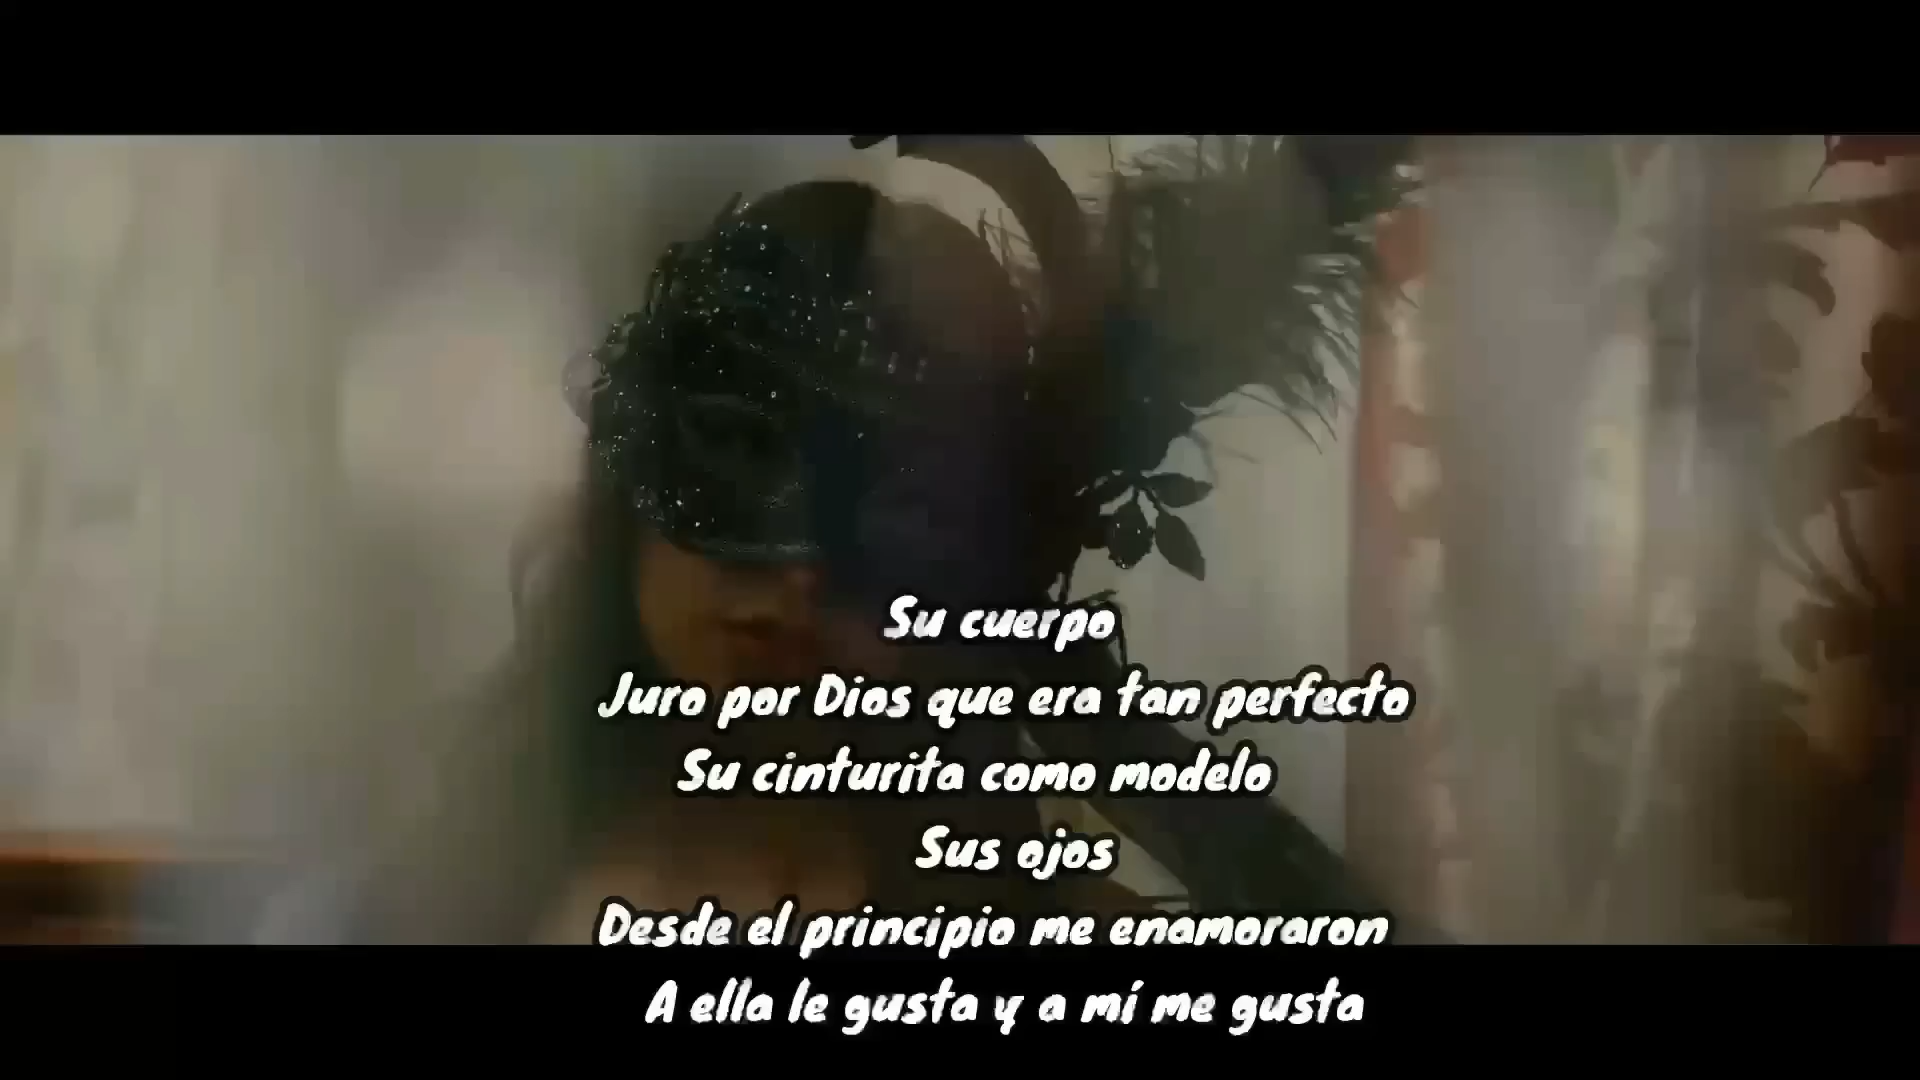 Su cuerpo
Juro por Dios que era tan perfecto
Su cinturita como modelo
Sus ojos
Desde el principio me enamoraron
A ella le gusta y a mí me gusta